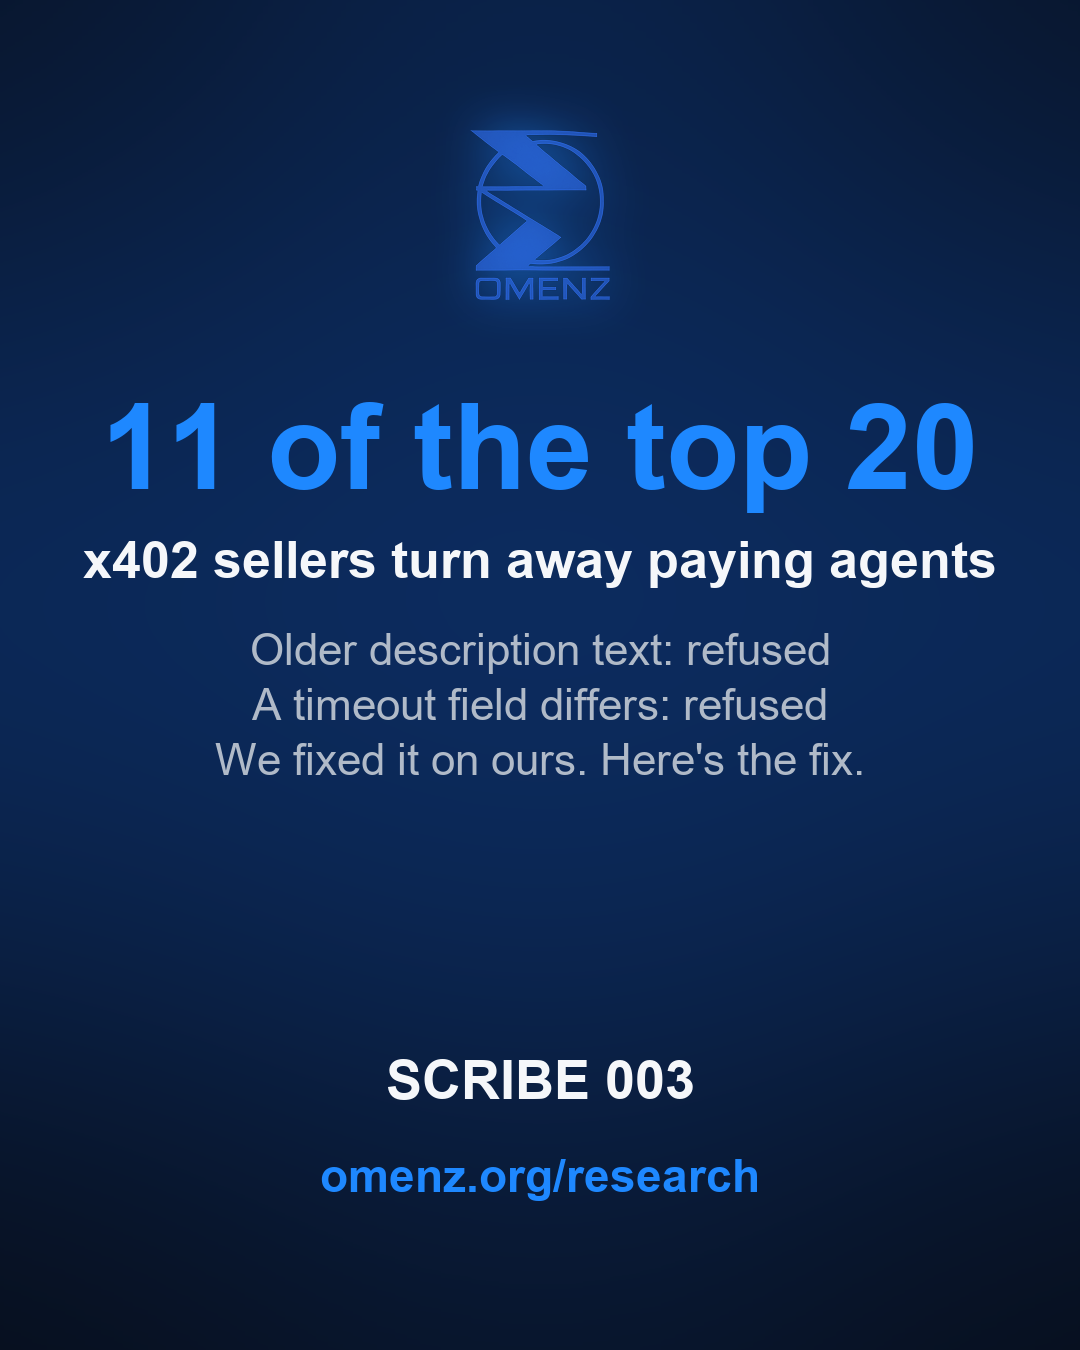 OMENZ
11 of the top 20
x402 sellers turn away paying agents
Older description text: refused
A timeout field differs: refused
We fixed it on ours. Here's the fix.
SCRIBE 003
omenz.org/research